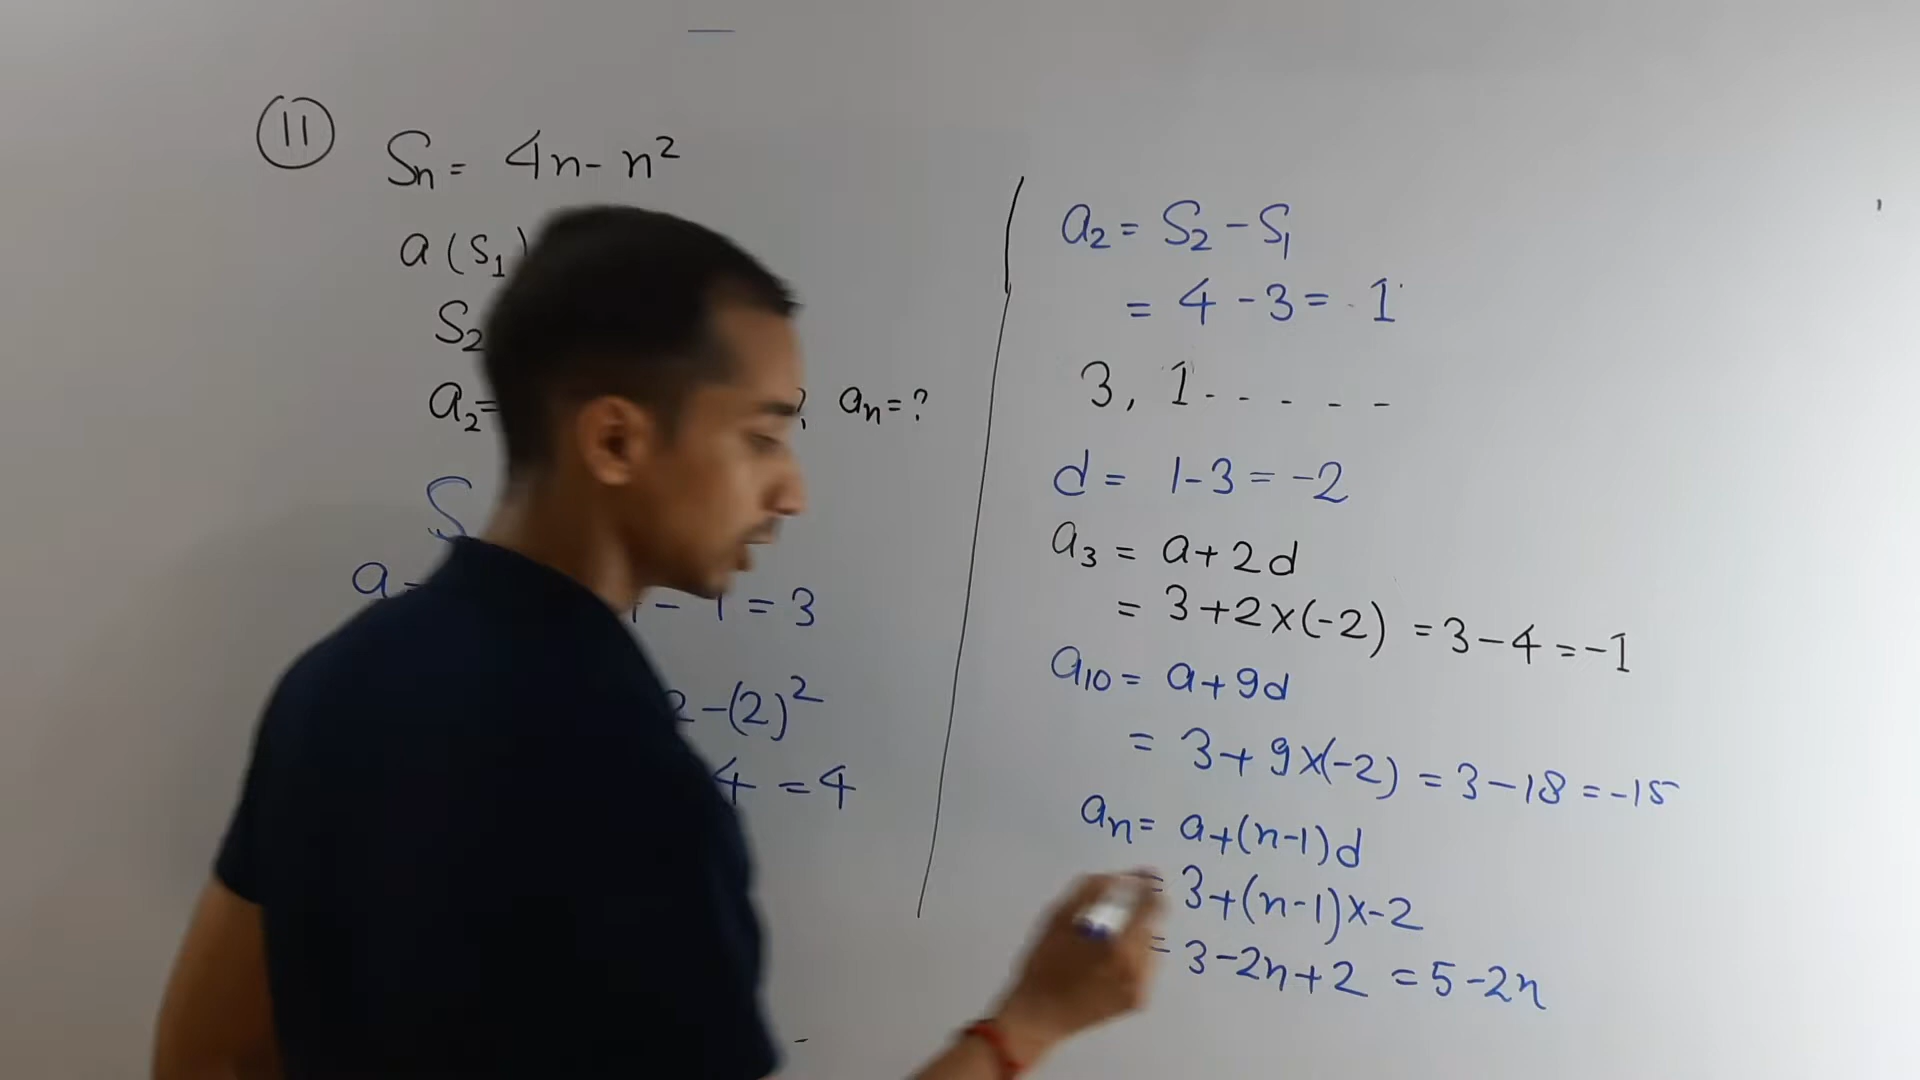 11 Sn = 4n - n²
a (S₁)
S₂
a₂= ? an = ?
S
a= - 1 = 3
2-(2)²
4 = 4
a₂ = S₂ - S₁
= 4 - 3 = 1
3, 1 - - - - -
d = 1-3 = -2
a₃ = a+2d
= 3+2×(-2) = 3-4 = -1
a₁₀ = a+9d
= 3+9×(-2) = 3-18 = -15
an = a+(n-1)d
= 3+(n-1)×-2
= 3-2n+2 = 5-2n